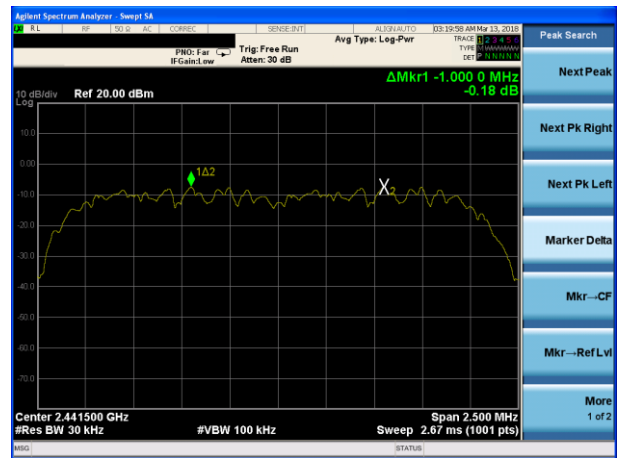 Agilent Spectrum Analyzer - Swept SA
RL RF 50 Ω AC CORREC SENSE:INT ALIGN AUTO 03:19:58 AM Mar 13, 2018
Avg Type: Log-Pwr TRACE 1 2 3 4 5 6
PNO: Far Trig: Free Run TYPE MWWWWW
IFGain:Low Atten: 30 dB DET P N N N N N
ΔMkr1 -1.000 0 MHz
10 dB/div Ref 20.00 dBm -0.18 dB
Log
10.0
0.00
1Δ2
-10.0 X2
-20.0
-30.0
-40.0
-50.0
-60.0
-70.0
Center 2.441500 GHz Span 2.500 MHz
#Res BW 30 kHz #VBW 100 kHz Sweep 2.67 ms (1001 pts)
MSG STATUS
Peak Search
Next Peak
Next Pk Right
Next Pk Left
Marker Delta
Mkr→CF
Mkr→Ref Lvl
More
1 of 2